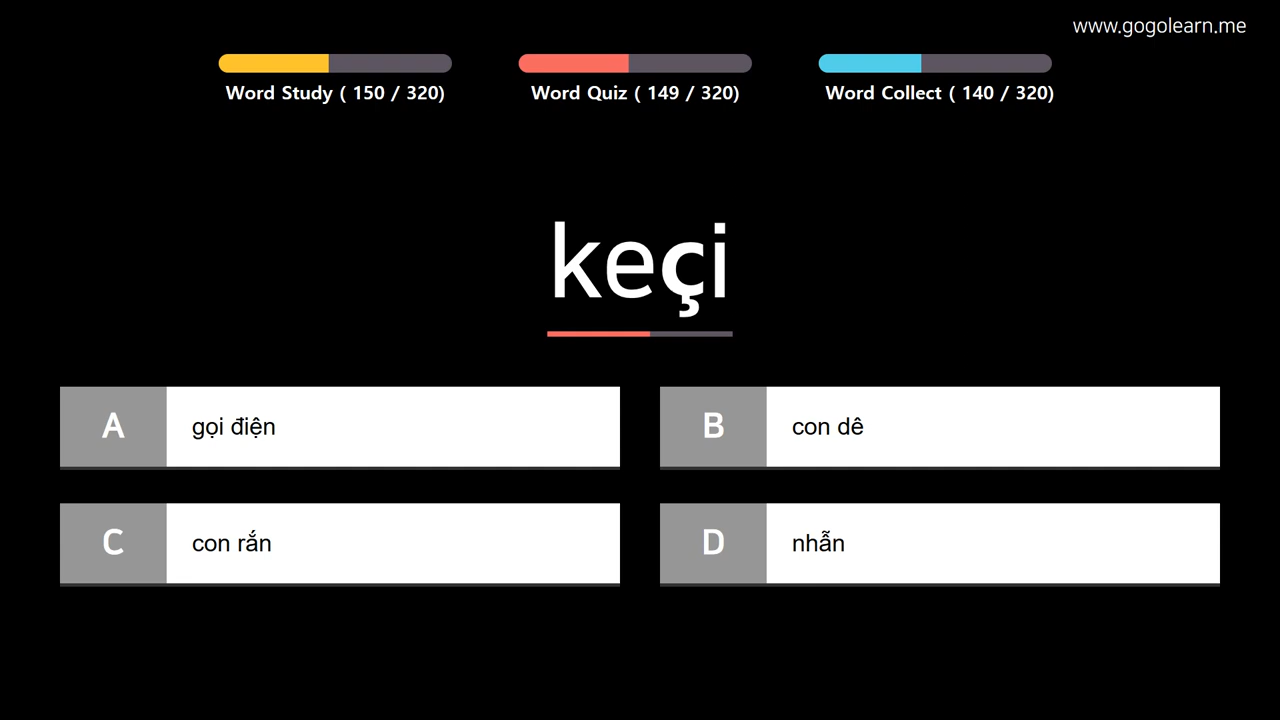 www.gogolearn.me
Word Study ( 150 / 320)
Word Quiz ( 149 / 320)
Word Collect ( 140 / 320)
keçi
A gọi điện
B con dê
C con rắn
D nhẫn